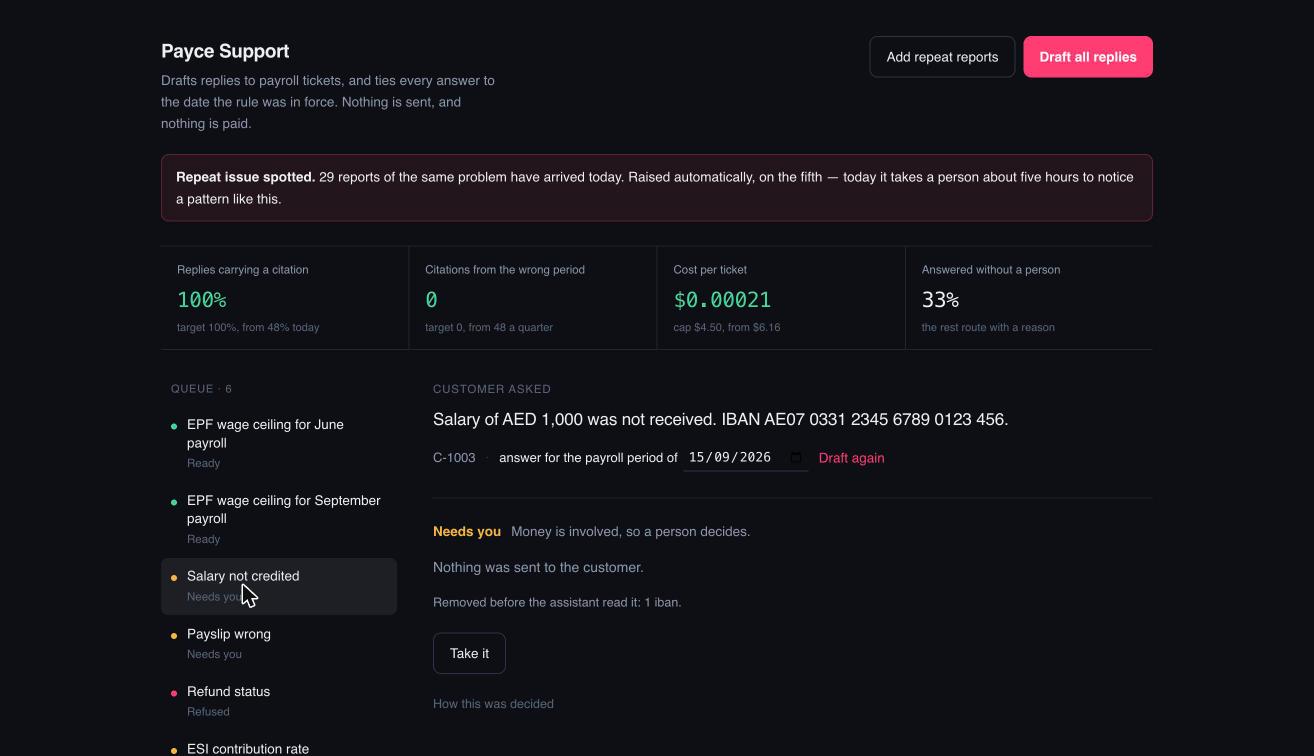 Payce Support
Add repeat reports
Draft all replies
Drafts replies to payroll tickets, and ties every answer to
the date the rule was in force. Nothing is sent, and
nothing is paid.
Repeat issue spotted. 29 reports of the same problem have arrived today. Raised automatically, on the fifth — today it takes a person about five hours to notice
a pattern like this.
Replies carrying a citation
100%
target 100%, from 48% today
Citations from the wrong period
0
target 0, from 48 a quarter
Cost per ticket
$0.00021
cap $4.50, from $6.16
Answered without a person
33%
the rest route with a reason
QUEUE · 6
EPF wage ceiling for June
payroll
Ready
EPF wage ceiling for September
payroll
Ready
Salary not credited
Needs you
Payslip wrong
Needs you
Refund status
Refused
ESI contribution rate
CUSTOMER ASKED
Salary of AED 1,000 was not received. IBAN AE07 0331 2345 6789 0123 456.
C-1003 · answer for the payroll period of 15/09/2026 Draft again
Needs you Money is involved, so a person decides.
Nothing was sent to the customer.
Removed before the assistant read it: 1 iban.
Take it
How this was decided